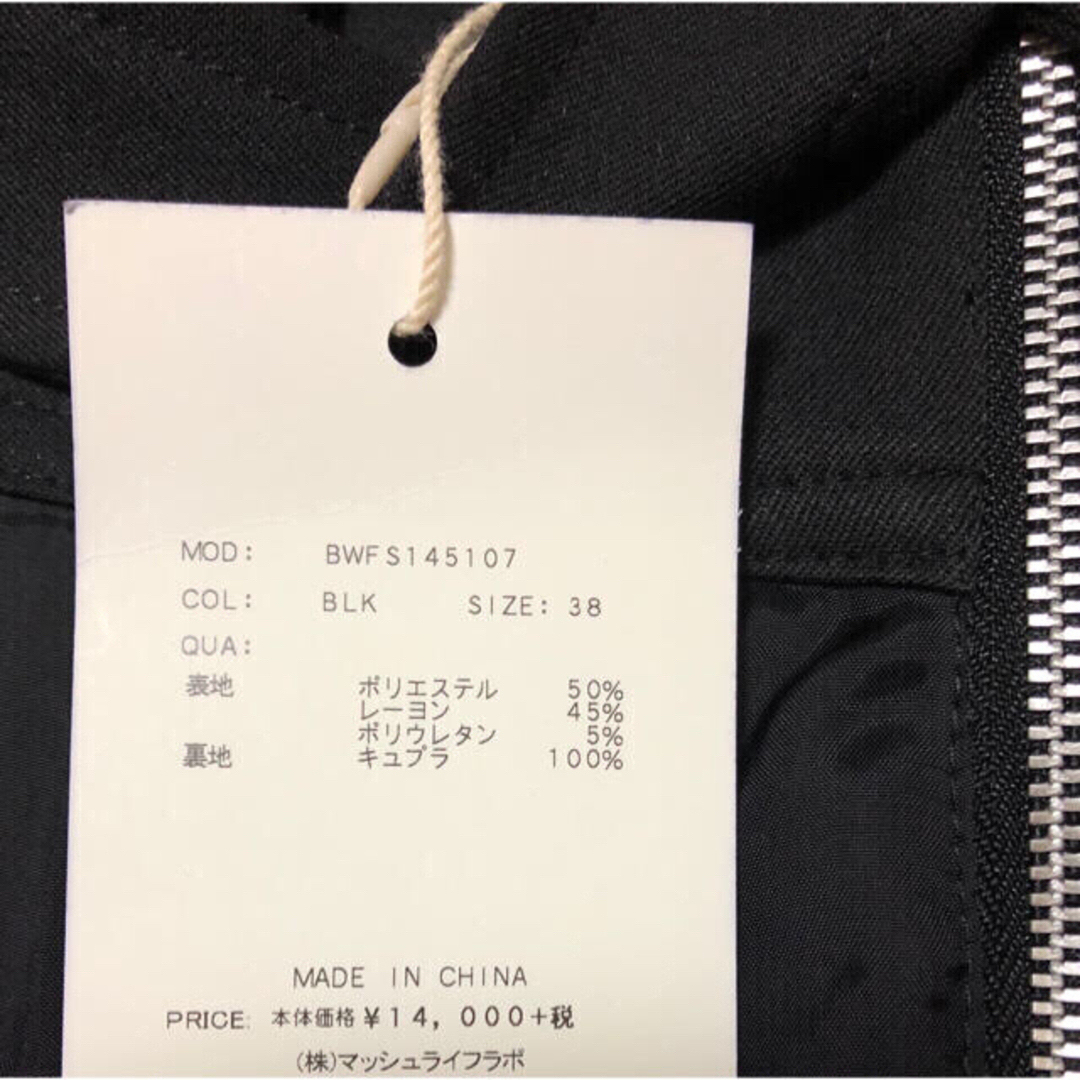 MOD: BWFS145107
COL: BLK SIZE: 38
QUA:
表地 ポリエステル 50%
レーヨン 45%
ポリウレタン 5%
裏地 キュプラ 100%
MADE IN CHINA
PRICE: 本体価格 ¥14,000+税
(株)マッシュライフラボ